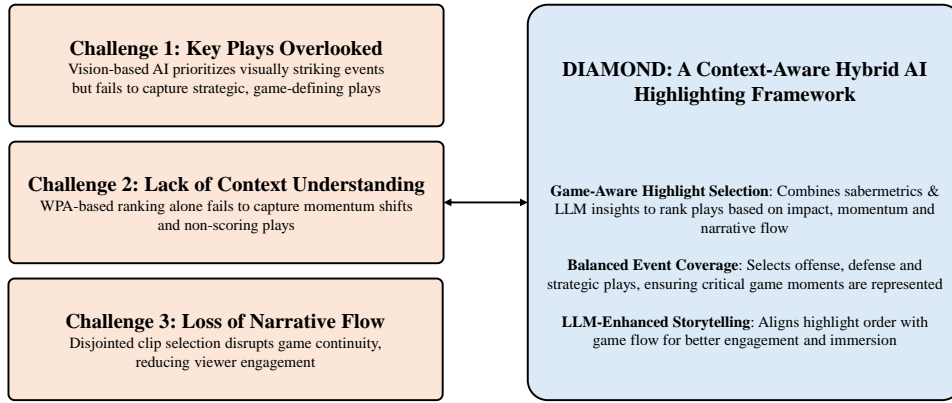 Challenge 1: Key Plays Overlooked
Vision-based AI prioritizes visually striking events
but fails to capture strategic, game-defining plays
Challenge 2: Lack of Context Understanding
WPA-based ranking alone fails to capture momentum shifts
and non-scoring plays
Challenge 3: Loss of Narrative Flow
Disjointed clip selection disrupts game continuity,
reducing viewer engagement
DIAMOND: A Context-Aware Hybrid AI
Highlighting Framework
Game-Aware Highlight Selection: Combines sabermetrics &
LLM insights to rank plays based on impact, momentum and
narrative flow
Balanced Event Coverage: Selects offense, defense and
strategic plays, ensuring critical game moments are represented
LLM-Enhanced Storytelling: Aligns highlight order with
game flow for better engagement and immersion